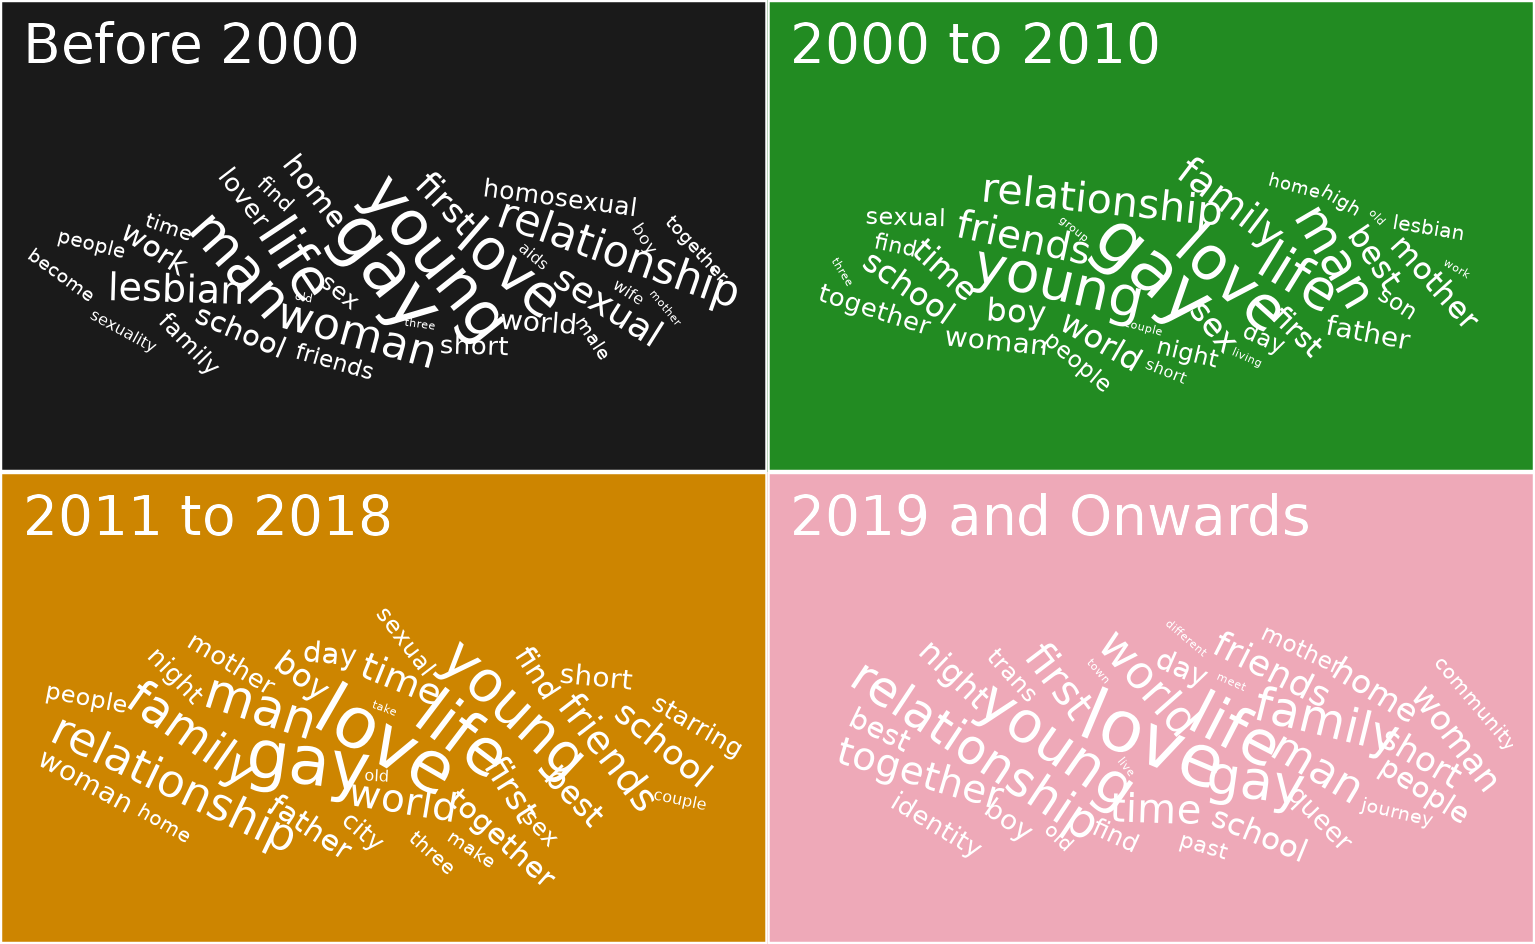 Before 2000
homosexual
home
young
first
relationship
lover
find
together
love
boy
time
man
life
gay
people
work
aids
sexual
become
lesbian
sex
wife
mother
old
woman
three
world
male
sexuality
family
school
friends
short
2000 to 2010
family
relationship
home
high
old
lesbian
sexual
friends
group
man
best
mother
find
time
gay
love
life
work
three
school
young
son
together
boy
sex
first
father
woman
world
couple
day
people
night
living
short
2011 to 2018
sexual
mother
day
young
find
short
night
boy
time
people
family
man
love
take
life
friends
school
starring
relationship
gay
old
first
best
woman
world
couple
home
father
city
together
sex
three
make
2019 and Onwards
different
friends
mother
world
night
trans
first
day
home
community
town
meet
relationship
young
love
life
family
woman
best
short
together
live
gay
man
people
identity
boy
time
queer
journey
old
find
school
past